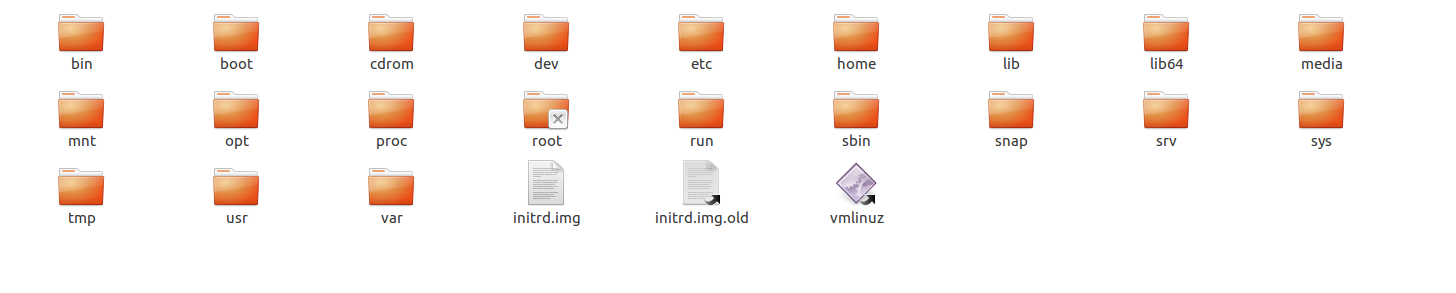 bin boot cdrom dev etc home lib lib64 media
mnt opt proc root run sbin snap srv sys
tmp usr var initrd.img initrd.img.old vmlinuz